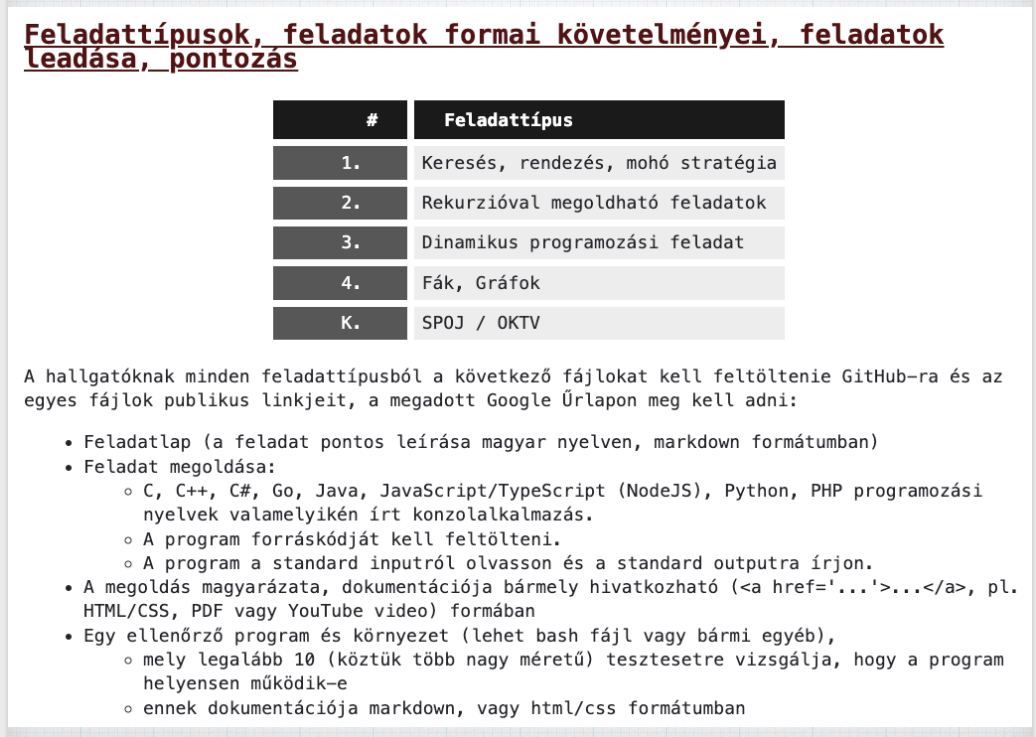 Feladattípusok, feladatok formai követelményei, feladatok
leadása, pontozás
# Feladattípus
1. Keresés, rendezés, mohó stratégia
2. Rekurzióval megoldható feladatok
3. Dinamikus programozási feladat
4. Fák, Gráfok
K. SPOJ / OKTV
A hallgatóknak minden feladattípusból a következő fájlokat kell feltöltenie GitHub-ra és az
egyes fájlok publikus linkjeit, a megadott Google Űrlapon meg kell adni:
• Feladatlap (a feladat pontos leírása magyar nyelven, markdown formátumban)
• Feladat megoldása:
◦ C, C++, C#, Go, Java, JavaScript/TypeScript (NodeJS), Python, PHP programozási
nyelvek valamelyikén írt konzolalkalmazás.
◦ A program forráskódját kell feltölteni.
◦ A program a standard inputról olvasson és a standard outputra írjon.
• A megoldás magyarázata, dokumentációja bármely hivatkozható (<a href='...'>...</a>, pl.
HTML/CSS, PDF vagy YouTube video) formában
• Egy ellenőrző program és környezet (lehet bash fájl vagy bármi egyéb),
◦ mely legalább 10 (köztük több nagy méretű) tesztesetre vizsgálja, hogy a program
helyensen működik-e
◦ ennek dokumentációja markdown, vagy html/css formátumban